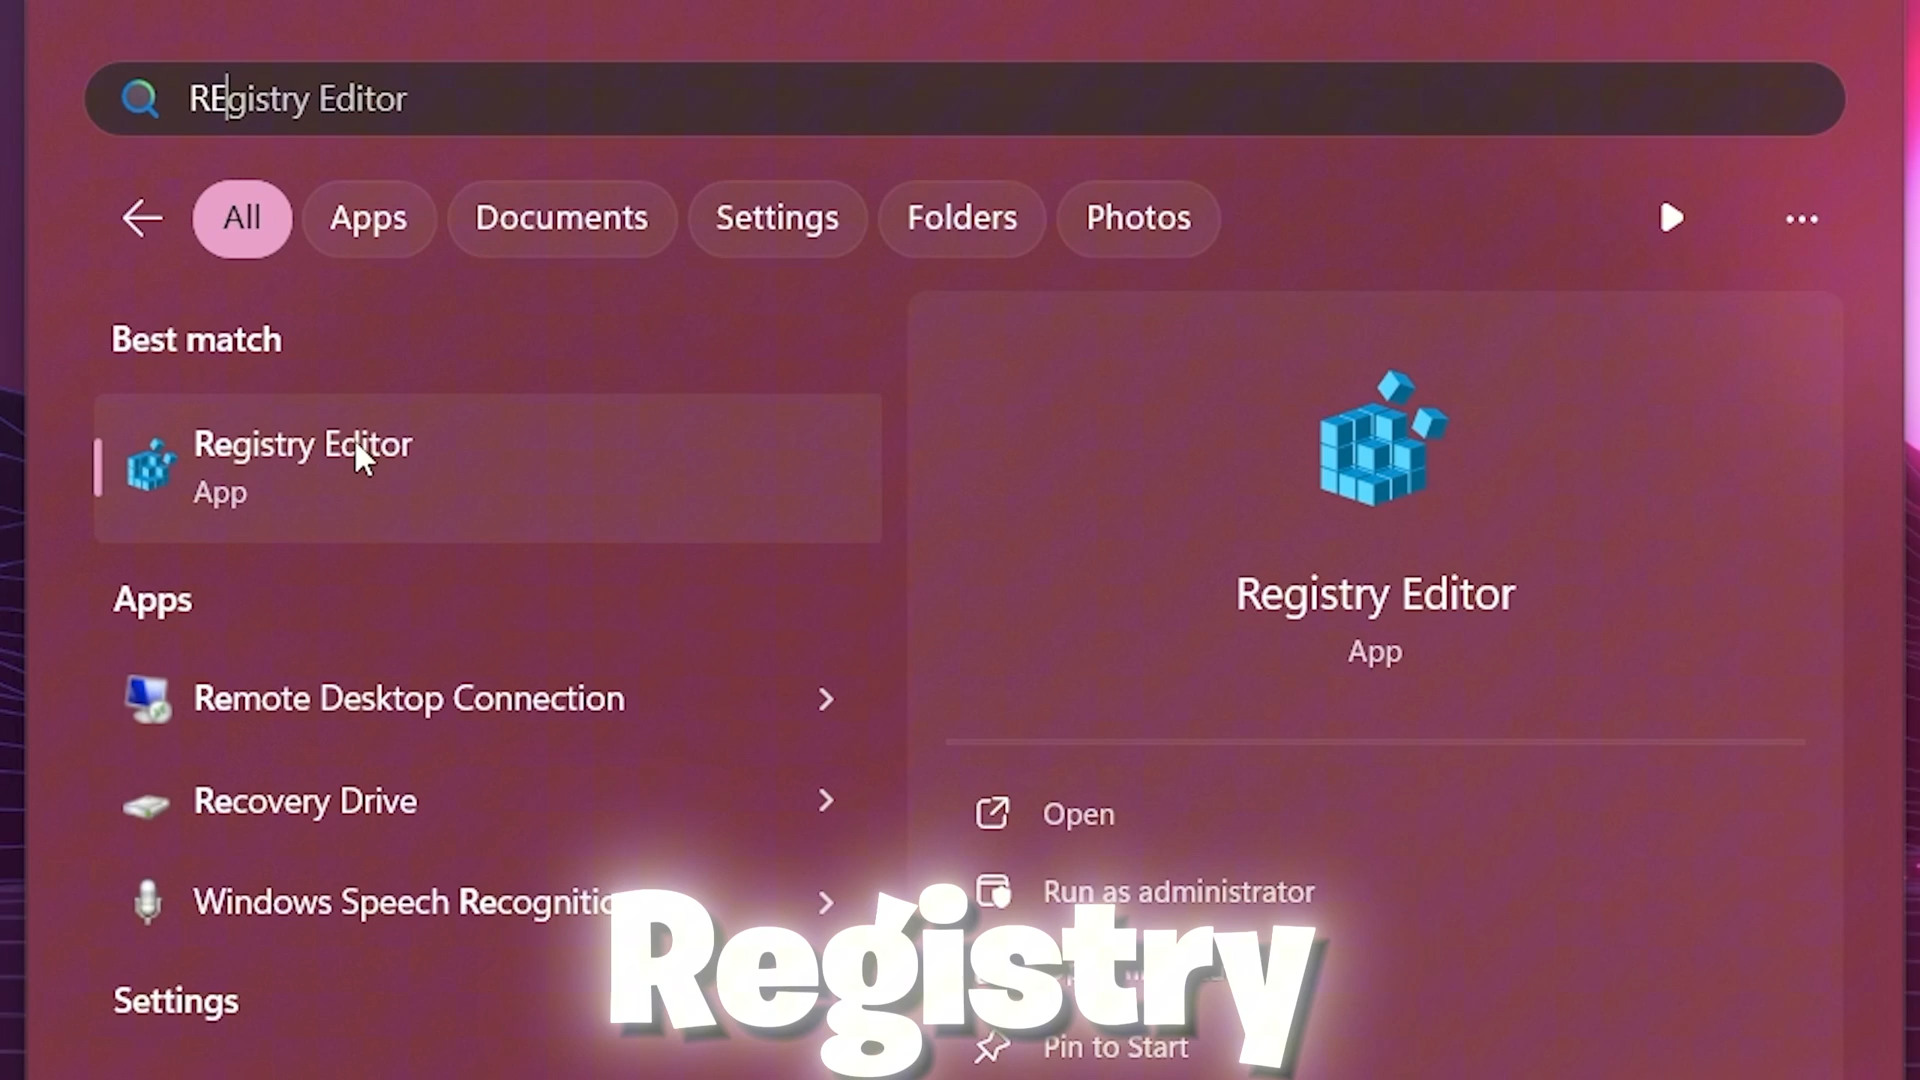 REgistry Editor
All Apps Documents Settings Folders Photos
Best match
Registry Editor
App
Apps
Remote Desktop Connection
Recovery Drive
Windows Speech
Settings
Registry Editor
App
Open
Run as administrator
Pin to Start
Registry